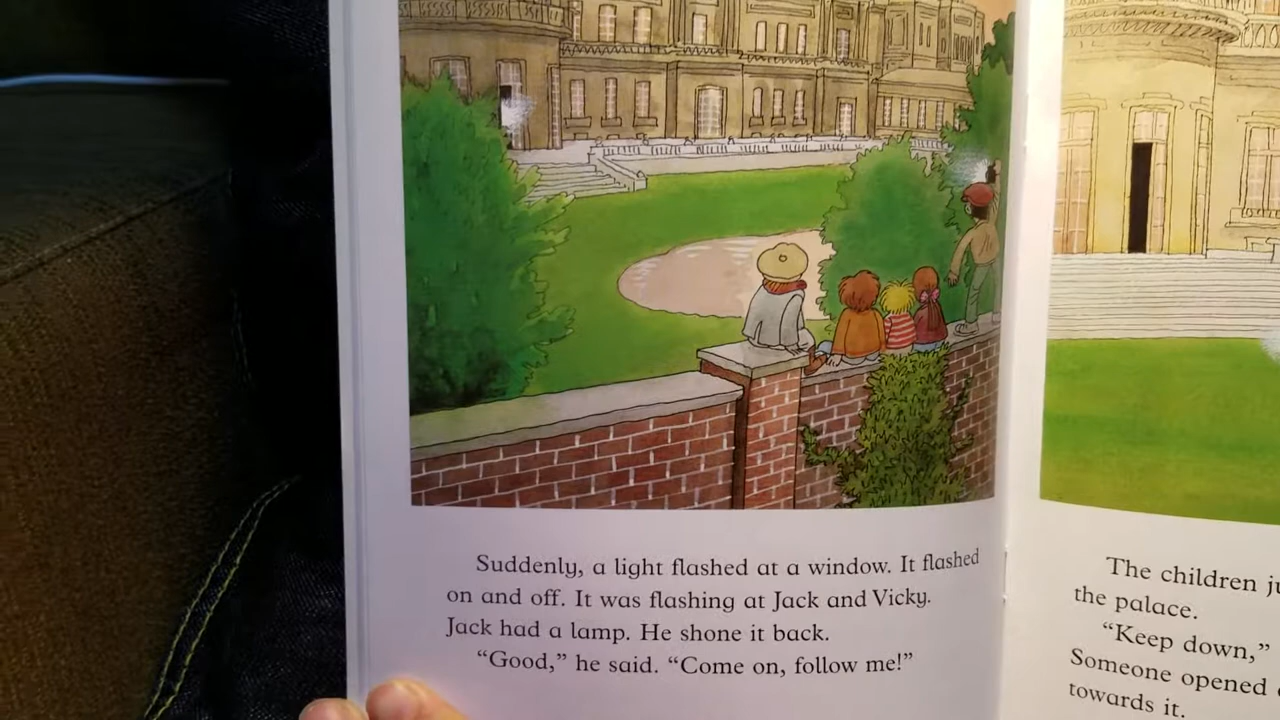 Suddenly, a light flashed at a window. It flashed
on and off. It was flashing at Jack and Vicky.
Jack had a lamp. He shone it back.
“Good,” he said. “Come on, follow me!”
The children
the palace.
“Keep down,”
Someone opened
towards it.